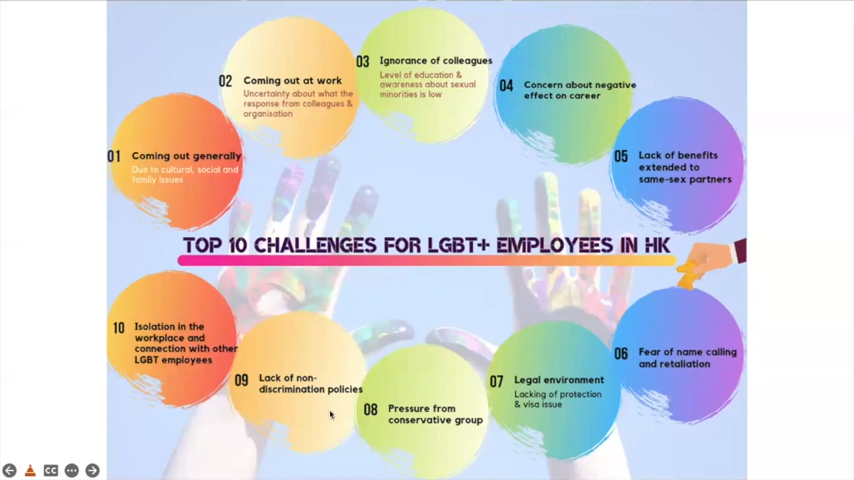 01
Coming out generally
Due to cultural, social and
family issues
02
Coming out at work
Uncertainty about what the
response from colleagues &
organisation
03
Ignorance of colleagues
Level of education &
awareness about sexual
minorities is low
04
Concern about negative
effect on career
05
Lack of benefits
extended to
same-sex partners
TOP 10 CHALLENGES FOR LGBT+ EMPLOYEES IN HK
10
Isolation in the
workplace and
connection with other
LGBT employees
09
Lack of non-
discrimination policies
08
Pressure from
conservative group
07
Legal environment
Lacking of protection
& visa issue
06
Fear of name calling
and retaliation
CC